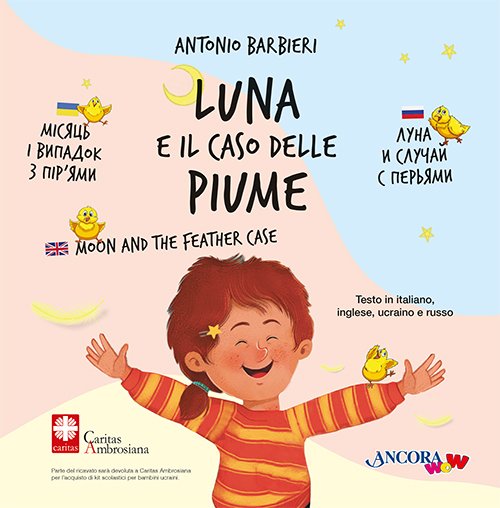 ANTONIO BARBIERI
LUNA
E IL CASO DELLE
PIUME
МІСЯЦЬ
І ВИПАДОК
З ПІР'ЯМИ
ЛУНА
И СЛУЧАЙ
С ПЕРЬЯМИ
MOON AND THE FEATHER CASE
Testo in italiano,
inglese, ucraino e russo
caritas
Caritas
Ambrosiana
Parte del ricavato sarà devoluta a Caritas Ambrosiana
per l'acquisto di kit scolastici per bambini ucraini.
ANCORA
WOW